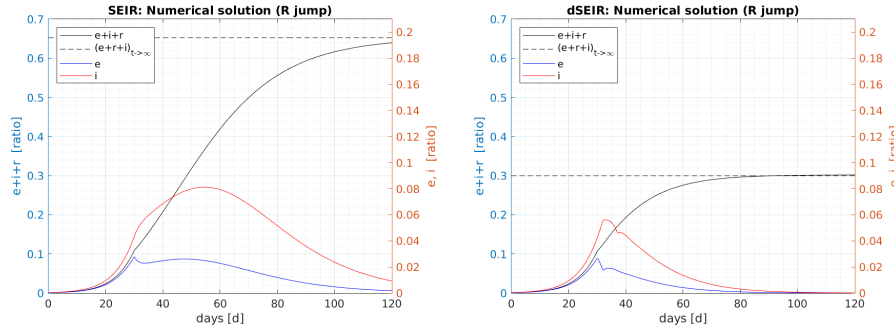 SEIR: Numerical solution (R jump)
0.7
0.6
0.5
0.4
0.3
0.2
0.1
0
e+i+r [ratio]
e+i+r
(e+r+i)t->∞
e
i
0.2
0.18
0.16
0.14
0.12
0.1
0.08
0.06
0.04
0.02
0
e, i [ratio]
0 20 40 60 80 100 120
days [d]
dSEIR: Numerical solution (R jump)
0.7
0.6
0.5
0.4
0.3
0.2
0.1
0
e+i+r [ratio]
e+i+r
(e+r+i)t->∞
e
i
0.2
0.18
0.16
0.14
0.12
0.1
0.08
0.06
0.04
0.02
0
e, i [ratio]
0 20 40 60 80 100 120
days [d]